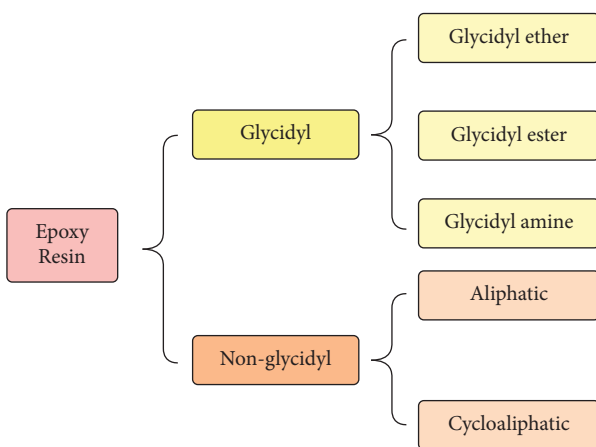 Epoxy
Resin
Glycidyl
Glycidyl ether
Glycidyl ester
Glycidyl amine
Non-glycidyl
Aliphatic
Cycloaliphatic